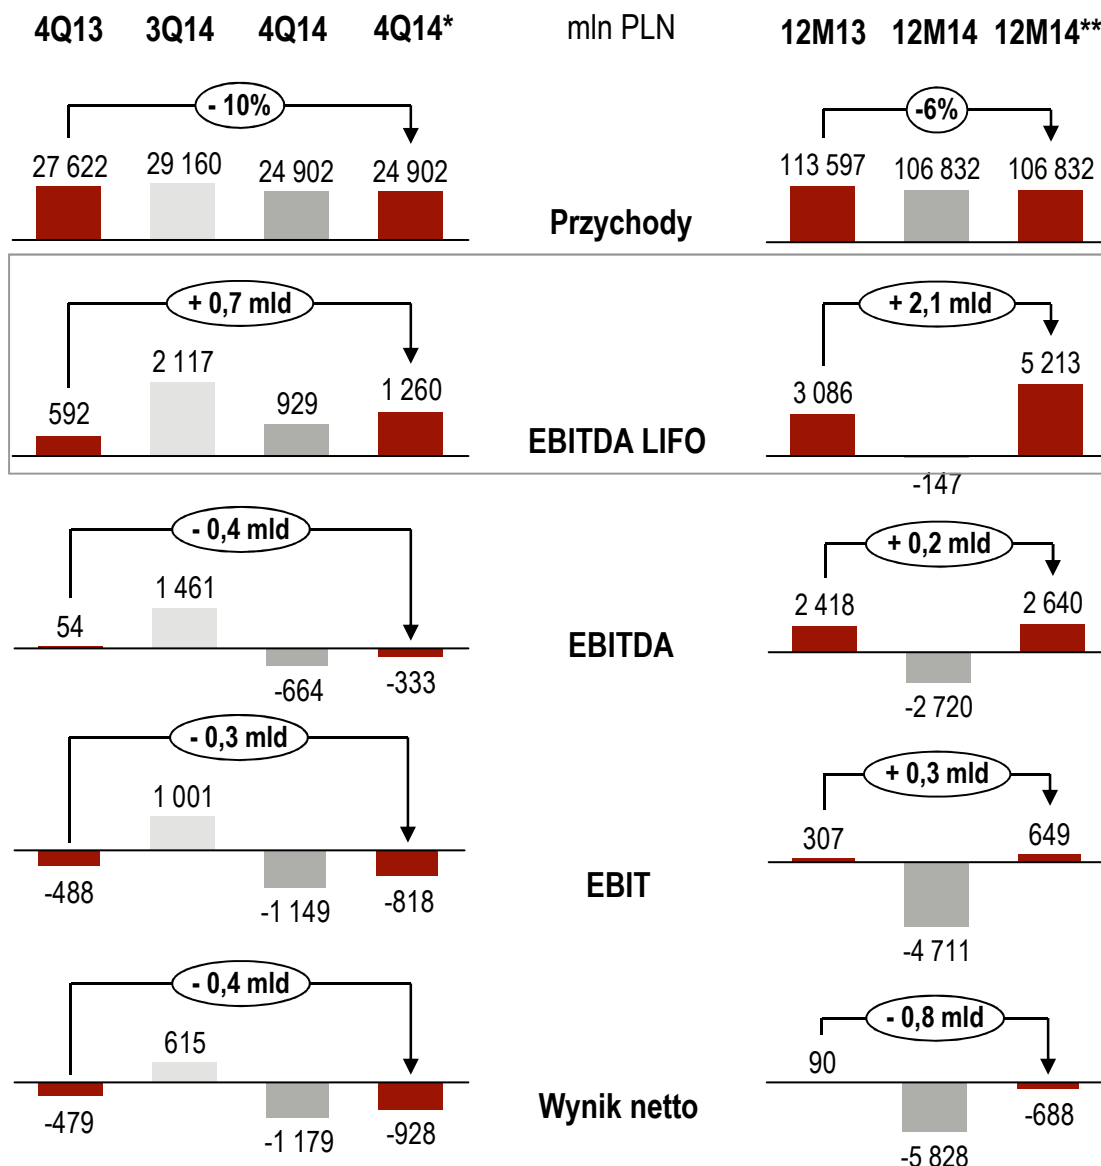 4Q13 3Q14 4Q14 4Q14* mln PLN 12M13 12M14 12M14**
- 10% -6%
27 622 29 160 24 902 24 902 113 597 106 832 106 832
Przychody
+ 0,7 mld + 2,1 mld
592 2 117 929 1 260 3 086 -147 5 213
EBITDA LIFO
- 0,4 mld + 0,2 mld
54 1 461 -664 -333 2 418 -2 720 2 640
EBITDA
- 0,3 mld + 0,3 mld
-488 1 001 -1 149 -818 307 -4 711 649
EBIT
- 0,4 mld - 0,8 mld
-479 615 -1 179 -928 90 -5 828 -688
Wynik netto